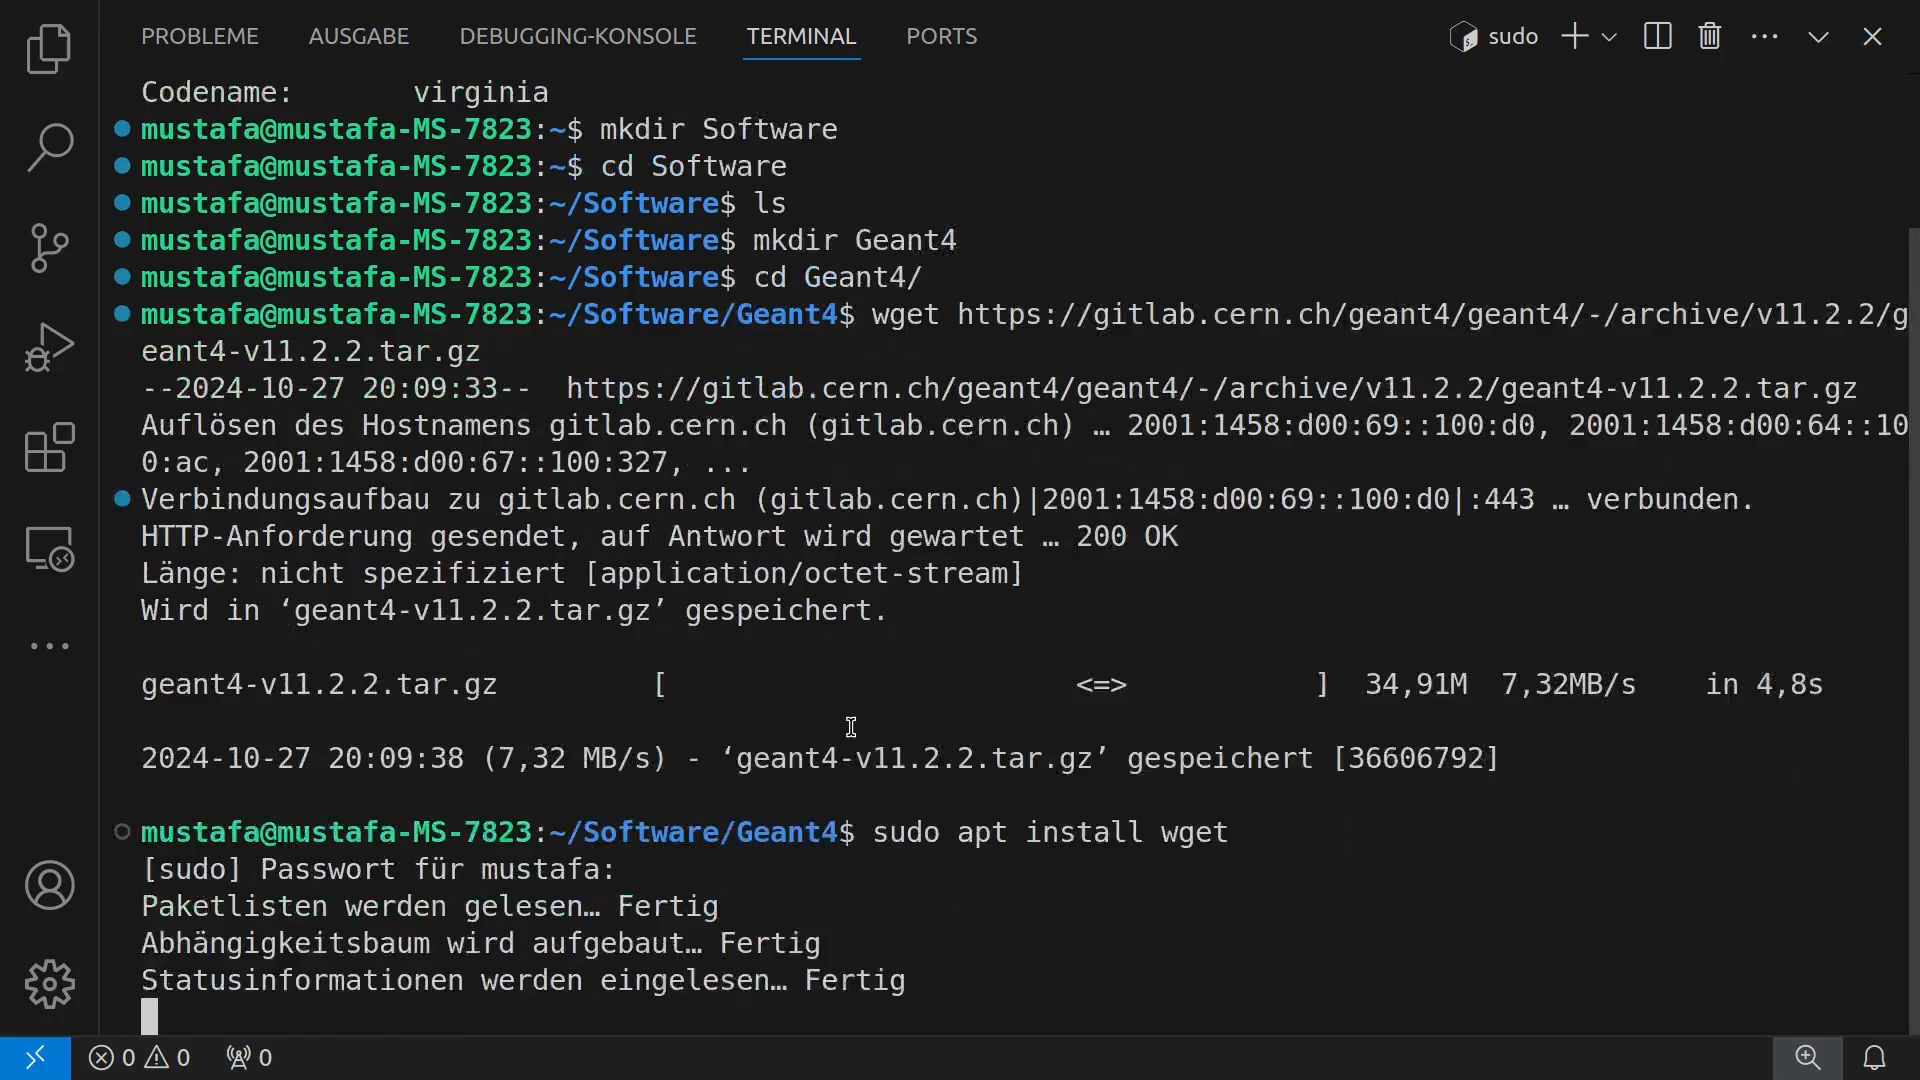 PROBLEME AUSGABE DEBUGGING-KONSOLE TERMINAL PORTS sudo
Codename:       virginia
mustafa@mustafa-MS-7823:~$ mkdir Software
mustafa@mustafa-MS-7823:~$ cd Software
mustafa@mustafa-MS-7823:~/Software$ ls
mustafa@mustafa-MS-7823:~/Software$ mkdir Geant4
mustafa@mustafa-MS-7823:~/Software$ cd Geant4/
mustafa@mustafa-MS-7823:~/Software/Geant4$ wget https://gitlab.cern.ch/geant4/geant4/-/archive/v11.2.2/g
eant4-v11.2.2.tar.gz
--2024-10-27 20:09:33--  https://gitlab.cern.ch/geant4/geant4/-/archive/v11.2.2/geant4-v11.2.2.tar.gz
Auflösen des Hostnamens gitlab.cern.ch (gitlab.cern.ch) … 2001:1458:d00:69::100:d0, 2001:1458:d00:64::10
0:ac, 2001:1458:d00:67::100:327, ...
Verbindungsaufbau zu gitlab.cern.ch (gitlab.cern.ch)|2001:1458:d00:69::100:d0|:443 … verbunden.
HTTP-Anforderung gesendet, auf Antwort wird gewartet … 200 OK
Länge: nicht spezifiziert [application/octet-stream]
Wird in ‘geant4-v11.2.2.tar.gz’ gespeichert.
geant4-v11.2.2.tar.gz         [                        <=>           ]  34,91M  7,32MB/s    in 4,8s
2024-10-27 20:09:38 (7,32 MB/s) - ‘geant4-v11.2.2.tar.gz’ gespeichert [36606792]
mustafa@mustafa-MS-7823:~/Software/Geant4$ sudo apt install wget
[sudo] Passwort für mustafa:
Paketlisten werden gelesen… Fertig
Abhängigkeitsbaum wird aufgebaut… Fertig
Statusinformationen werden eingelesen… Fertig
0 0 0